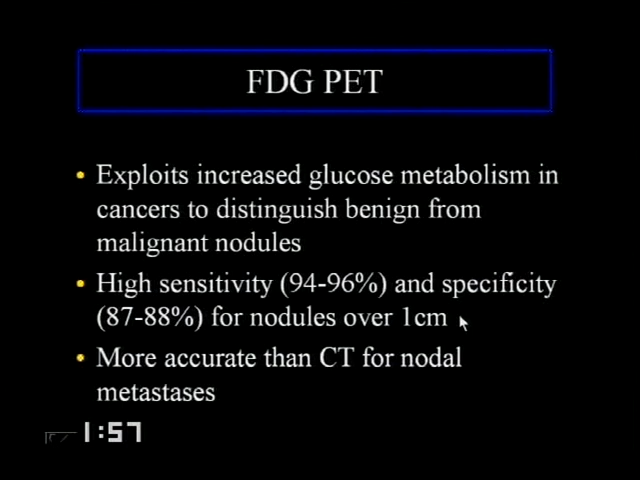 FDG PET
• Exploits increased glucose metabolism in
cancers to distinguish benign from
malignant nodules
• High sensitivity (94-96%) and specificity
(87-88%) for nodules over 1cm
• More accurate than CT for nodal
metastases
1:57